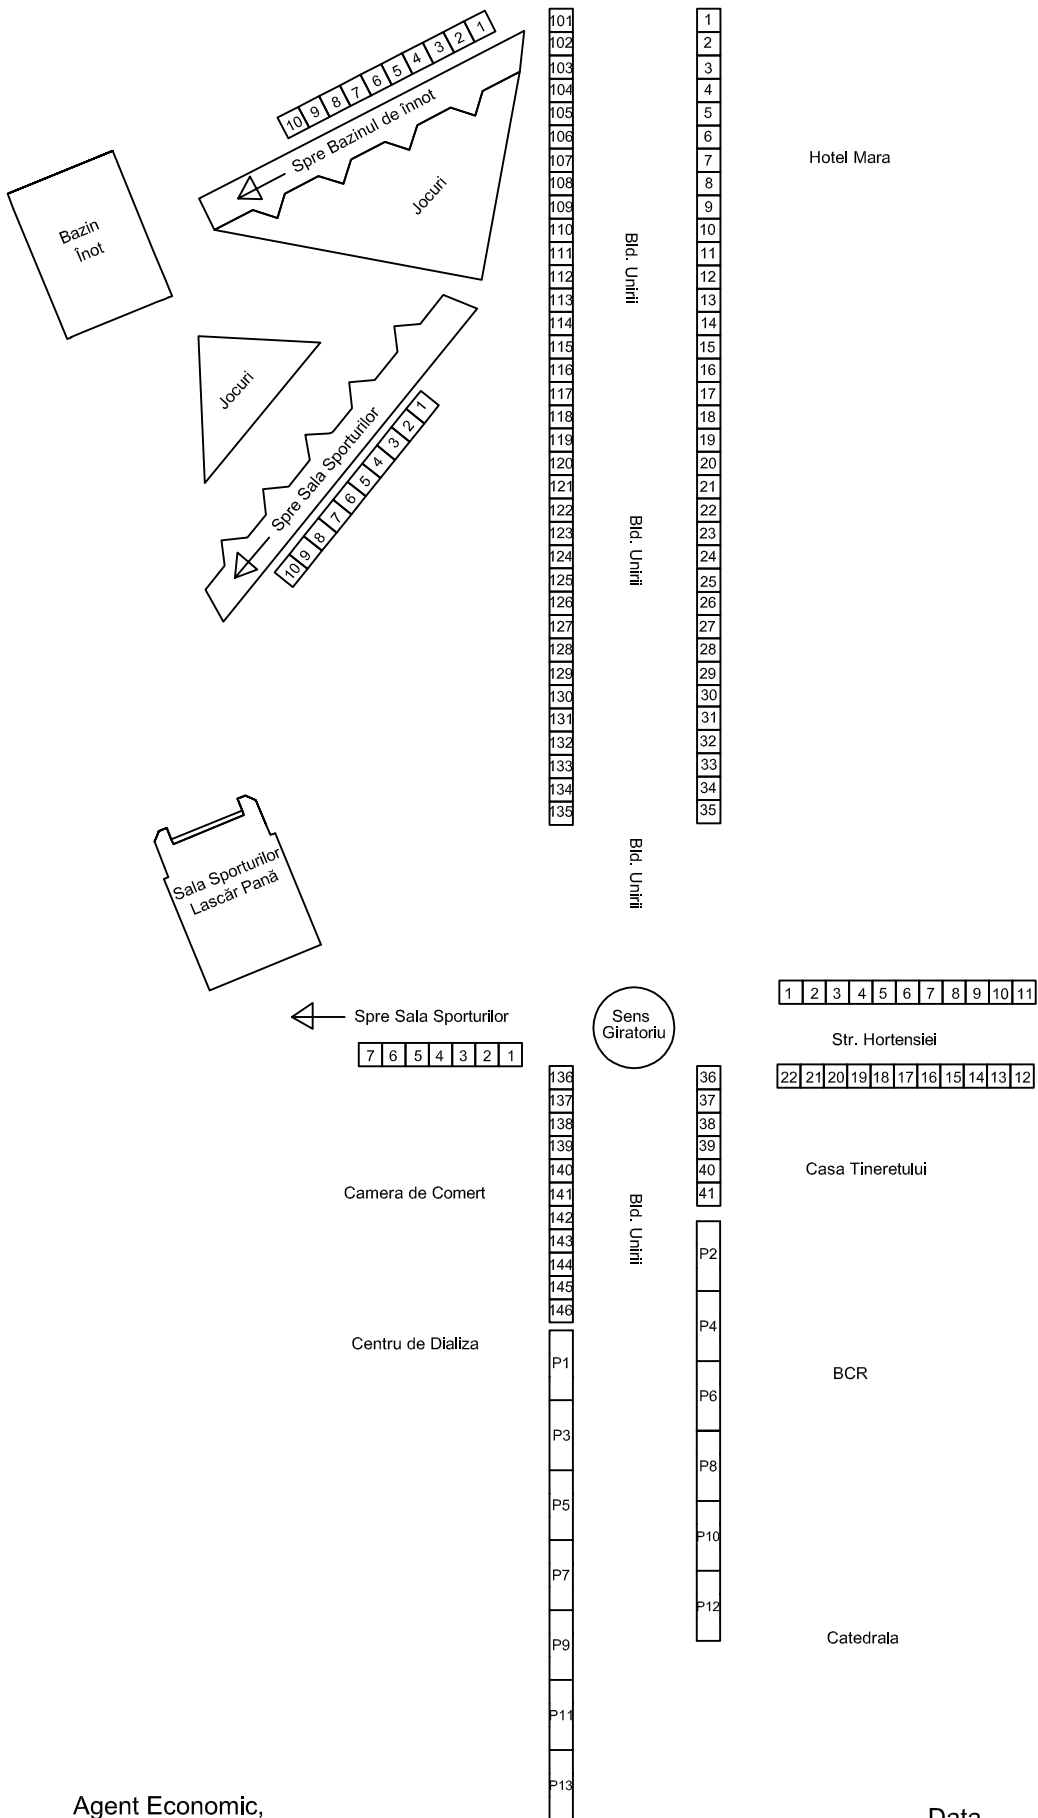 101
102
103
104
105
106
107
108
109
110
111
112
113
114
115
116
117
118
119
120
121
122
123
124
125
126
127
128
129
130
131
132
133
134
135
1
2
3
4
5
6
7
8
9
10
11
12
13
14
15
16
17
18
19
20
21
22
23
24
25
26
27
28
29
30
31
32
33
34
35
10 9 8 7 6 5 4 3 2 1
Spre Bazinul de înnot
Jocuri
Bazin
Înot
Hotel Mara
Bld. Unirii
Jocuri
Spre Sala Sporturilor
10 9 8 7 6 5 4 3 2 1
Bld. Unirii
Bld. Unirii
Sala Sporturilor
Lascăr Pană
Spre Sala Sporturilor
7 6 5 4 3 2 1
Sens
Giratoriu
1 2 3 4 5 6 7 8 9 10 11
Str. Hortensiei
22 21 20 19 18 17 16 15 14 13 12
136
137
138
139
140
141
142
143
144
145
146
36
37
38
39
40
41
Casa Tineretului
Camera de Comert
Bld. Unirii
Centru de Dializa
P1
P3
P5
P7
P9
P11
P13
P2
P4
P6
P8
P10
P12
BCR
Catedrala
Agent Economic,
Data